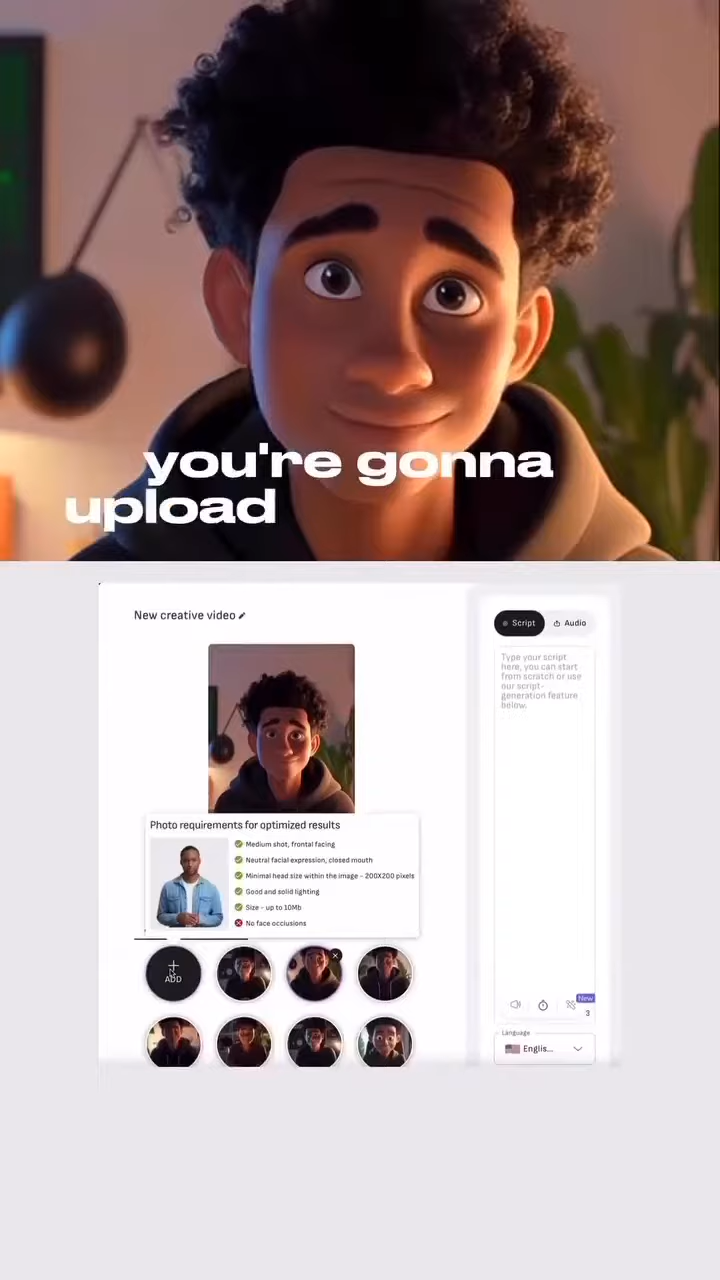 you're gonna
upload
New creative video
Script
Audio
Type your script
here, you can start
from scratch or use
our script-
generation feature
below.
Photo requirements for optimized results
Medium shot, frontal facing
Neutral facial expression, closed mouth
Minimal head size within the image - 200X200 pixels
Good and solid lighting
Size - up to 10Mb
No face occlusions
ADD
New
3
Language
Englis...